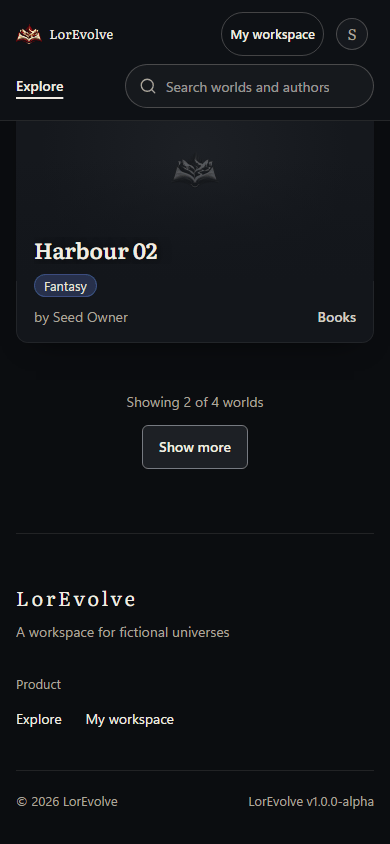 LorEvolve
My workspace
S
Explore
Search worlds and authors
Harbour 02
Fantasy
by Seed Owner
Books
Showing 2 of 4 worlds
Show more
LorEvolve
A workspace for fictional universes
Product
Explore
My workspace
© 2026 LorEvolve
LorEvolve v1.0.0-alpha